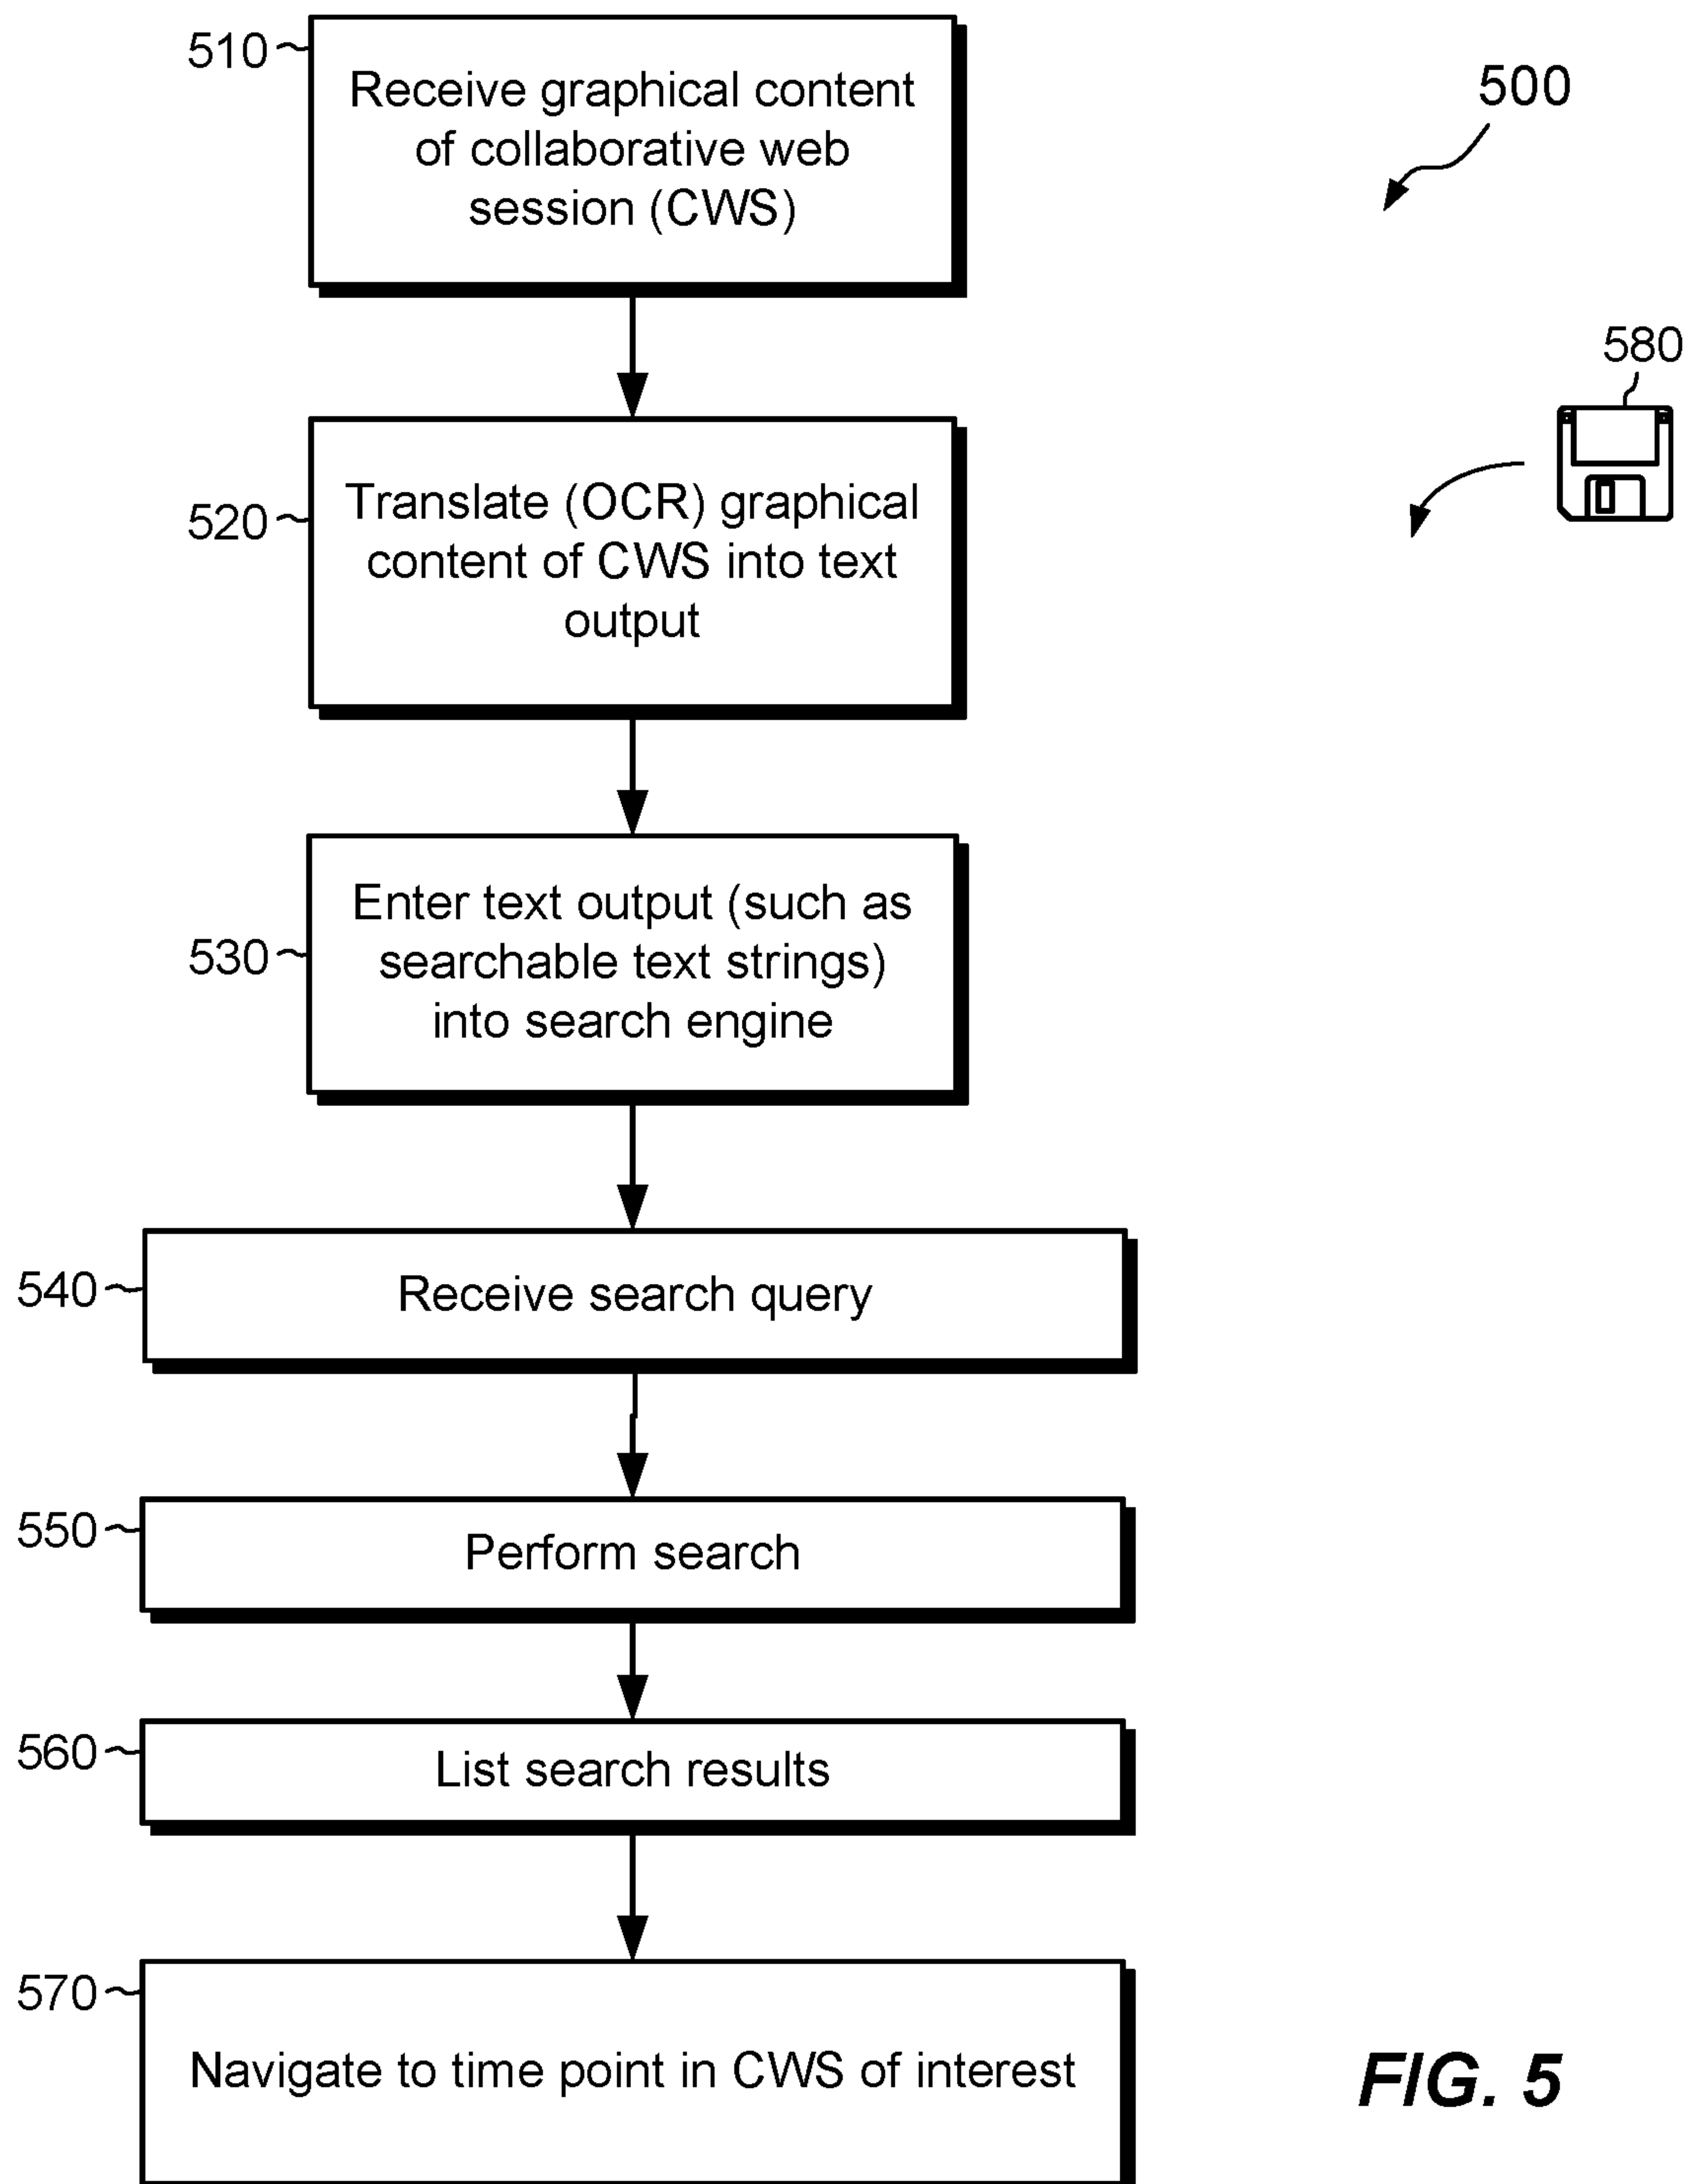 510
Receive graphical content
of collaborative web
session (CWS)
500
580
520
Translate (OCR) graphical
content of CWS into text
output
530
Enter text output (such as
searchable text strings)
into search engine
540
Receive search query
550
Perform search
560
List search results
570
Navigate to time point in CWS of interest
FIG. 5